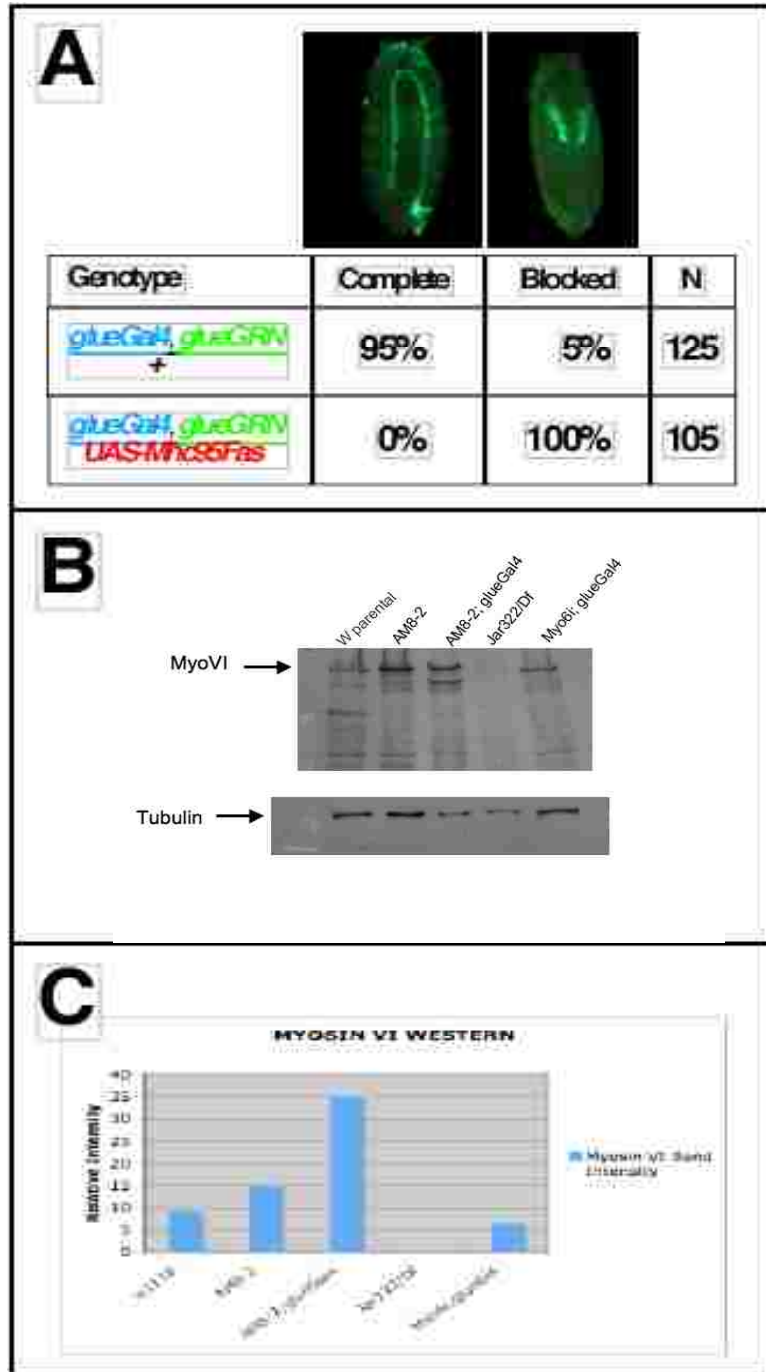 A
Genotype Complete Blocked N
glueGal4, glueGRN
+
95% 5% 125
glueGal4, glueGRN
UAS-Mhc95Fas
0% 100% 105
B
W parental
AM8-2
AM8-2; glueGal4
Jar322/Df
Myo6i; glueGal4
MyoVI
Tubulin
C
MYOSIN VI WESTERN
Relative Intensity
40
35
30
25
20
15
10
5
0
Myosin VI Band
Intensity